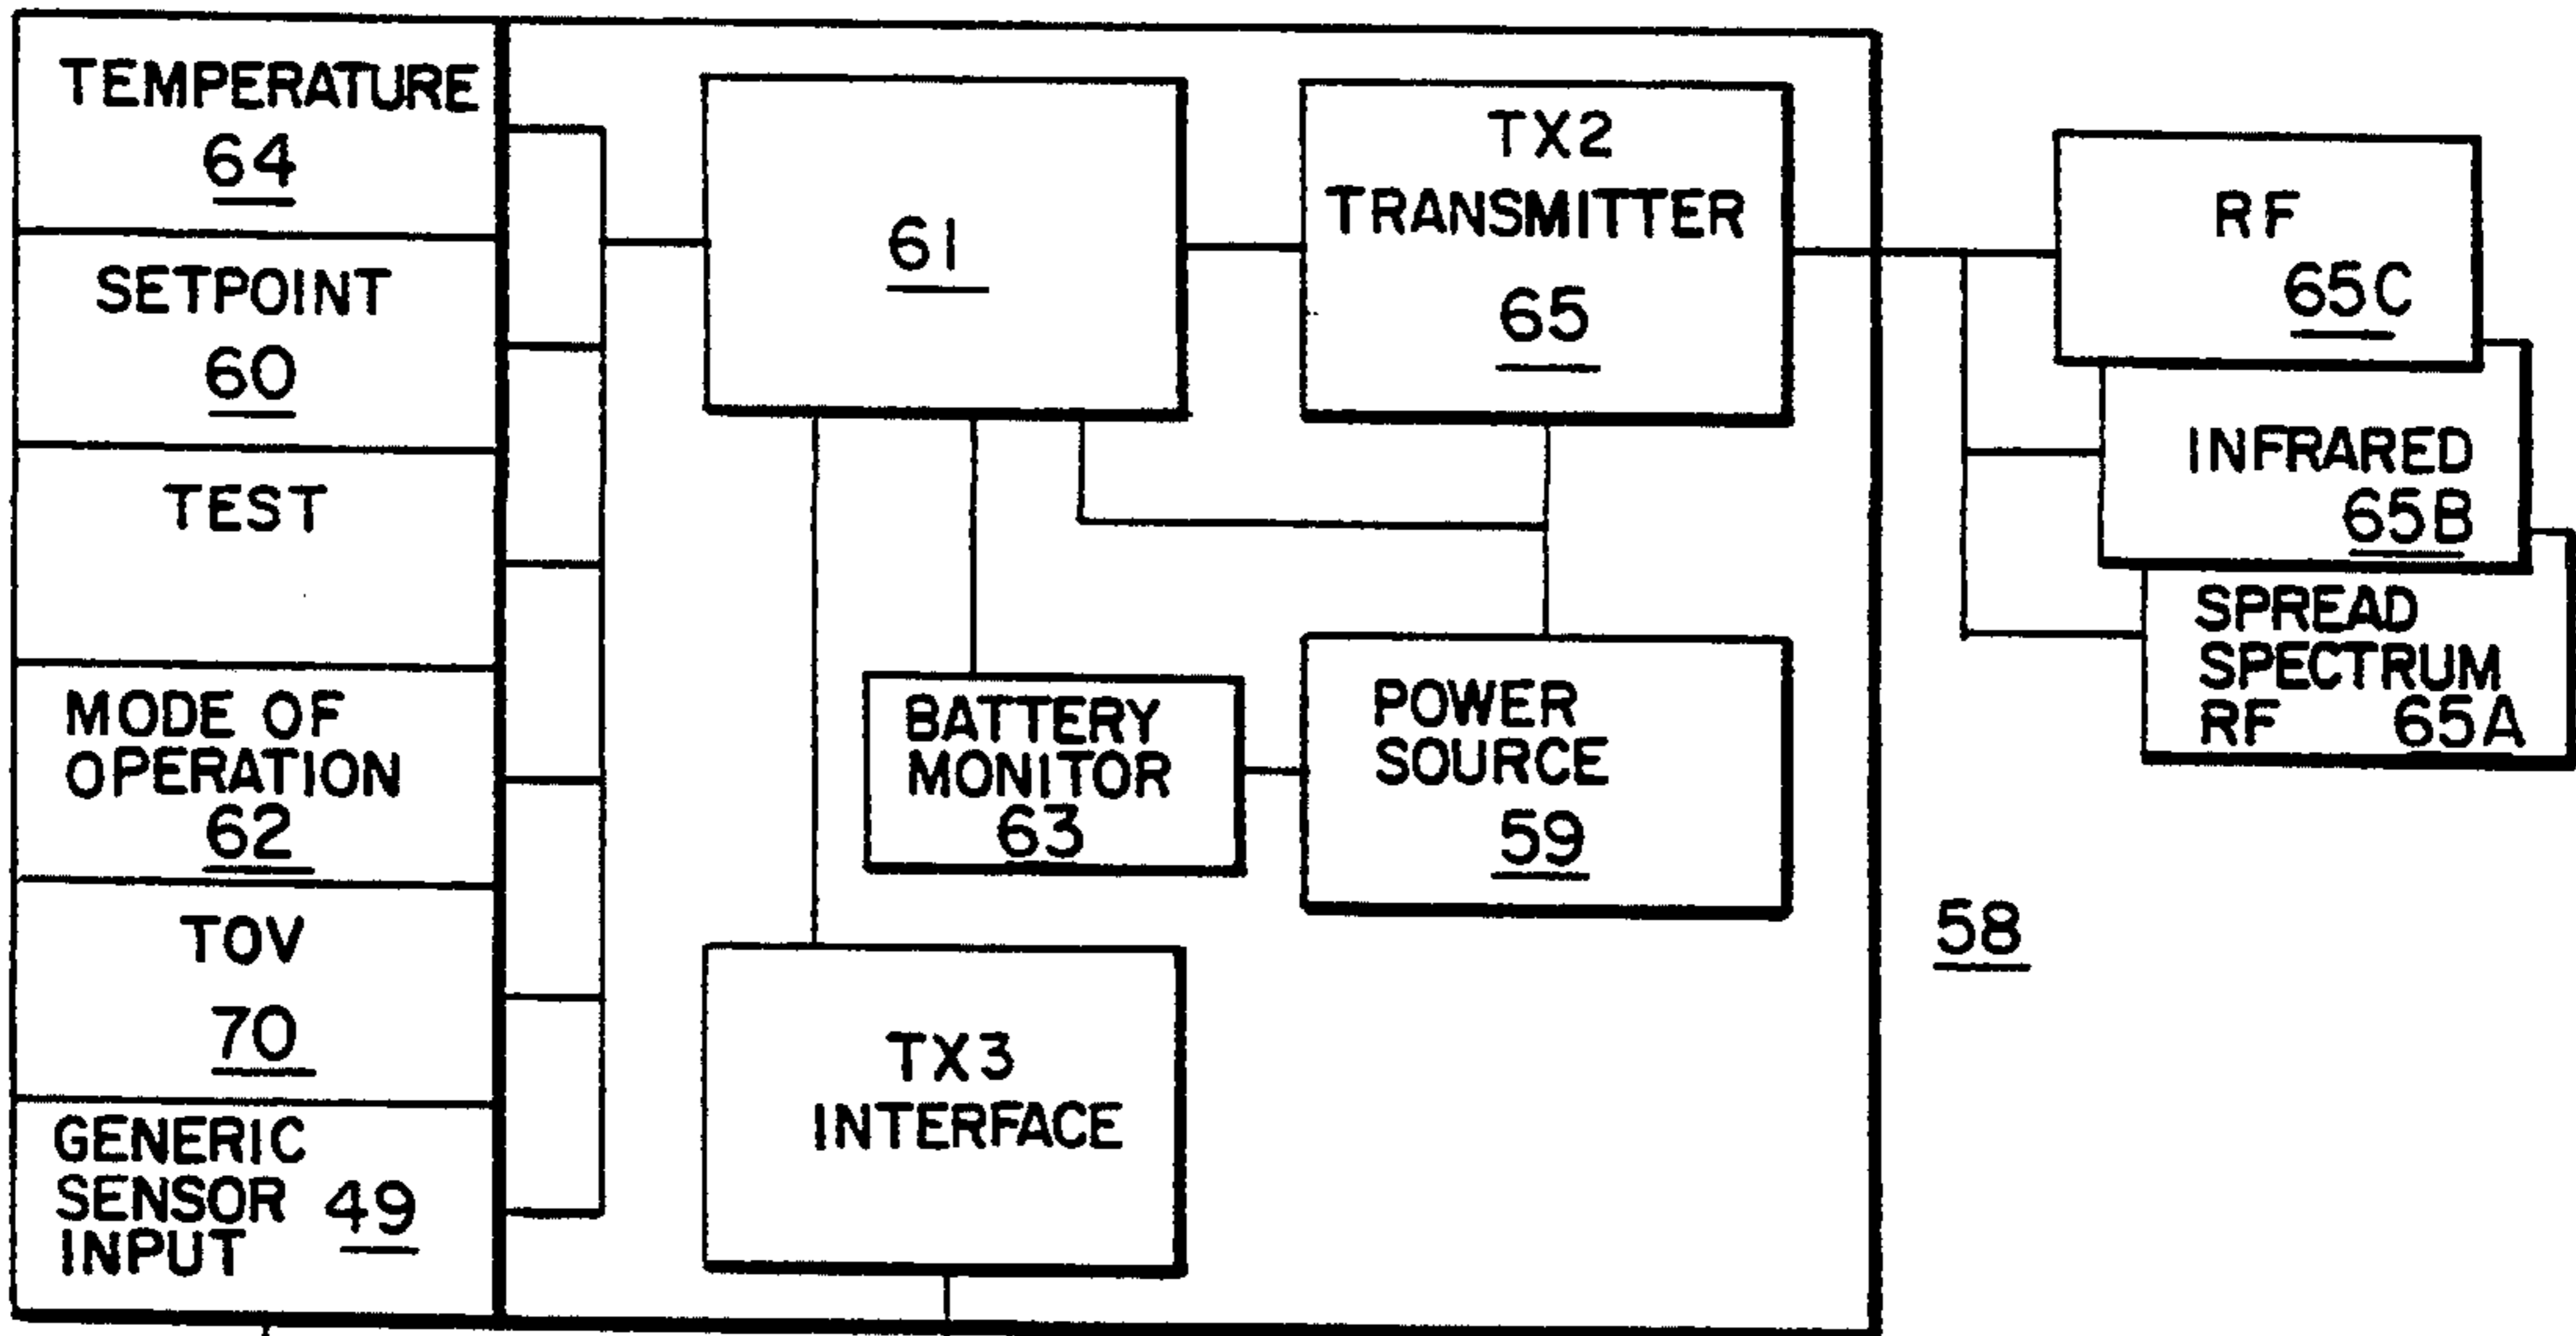 TEMPERATURE
64
SETPOINT
60
TEST
MODE OF
OPERATION
62
TOV
70
GENERIC
SENSOR 49
INPUT
61
TX2
TRANSMITTER
65
BATTERY
MONITOR
63
POWER
SOURCE
59
TX3
INTERFACE
RF
65C
INFRARED
65B
SPREAD
SPECTRUM
RF 65A
58